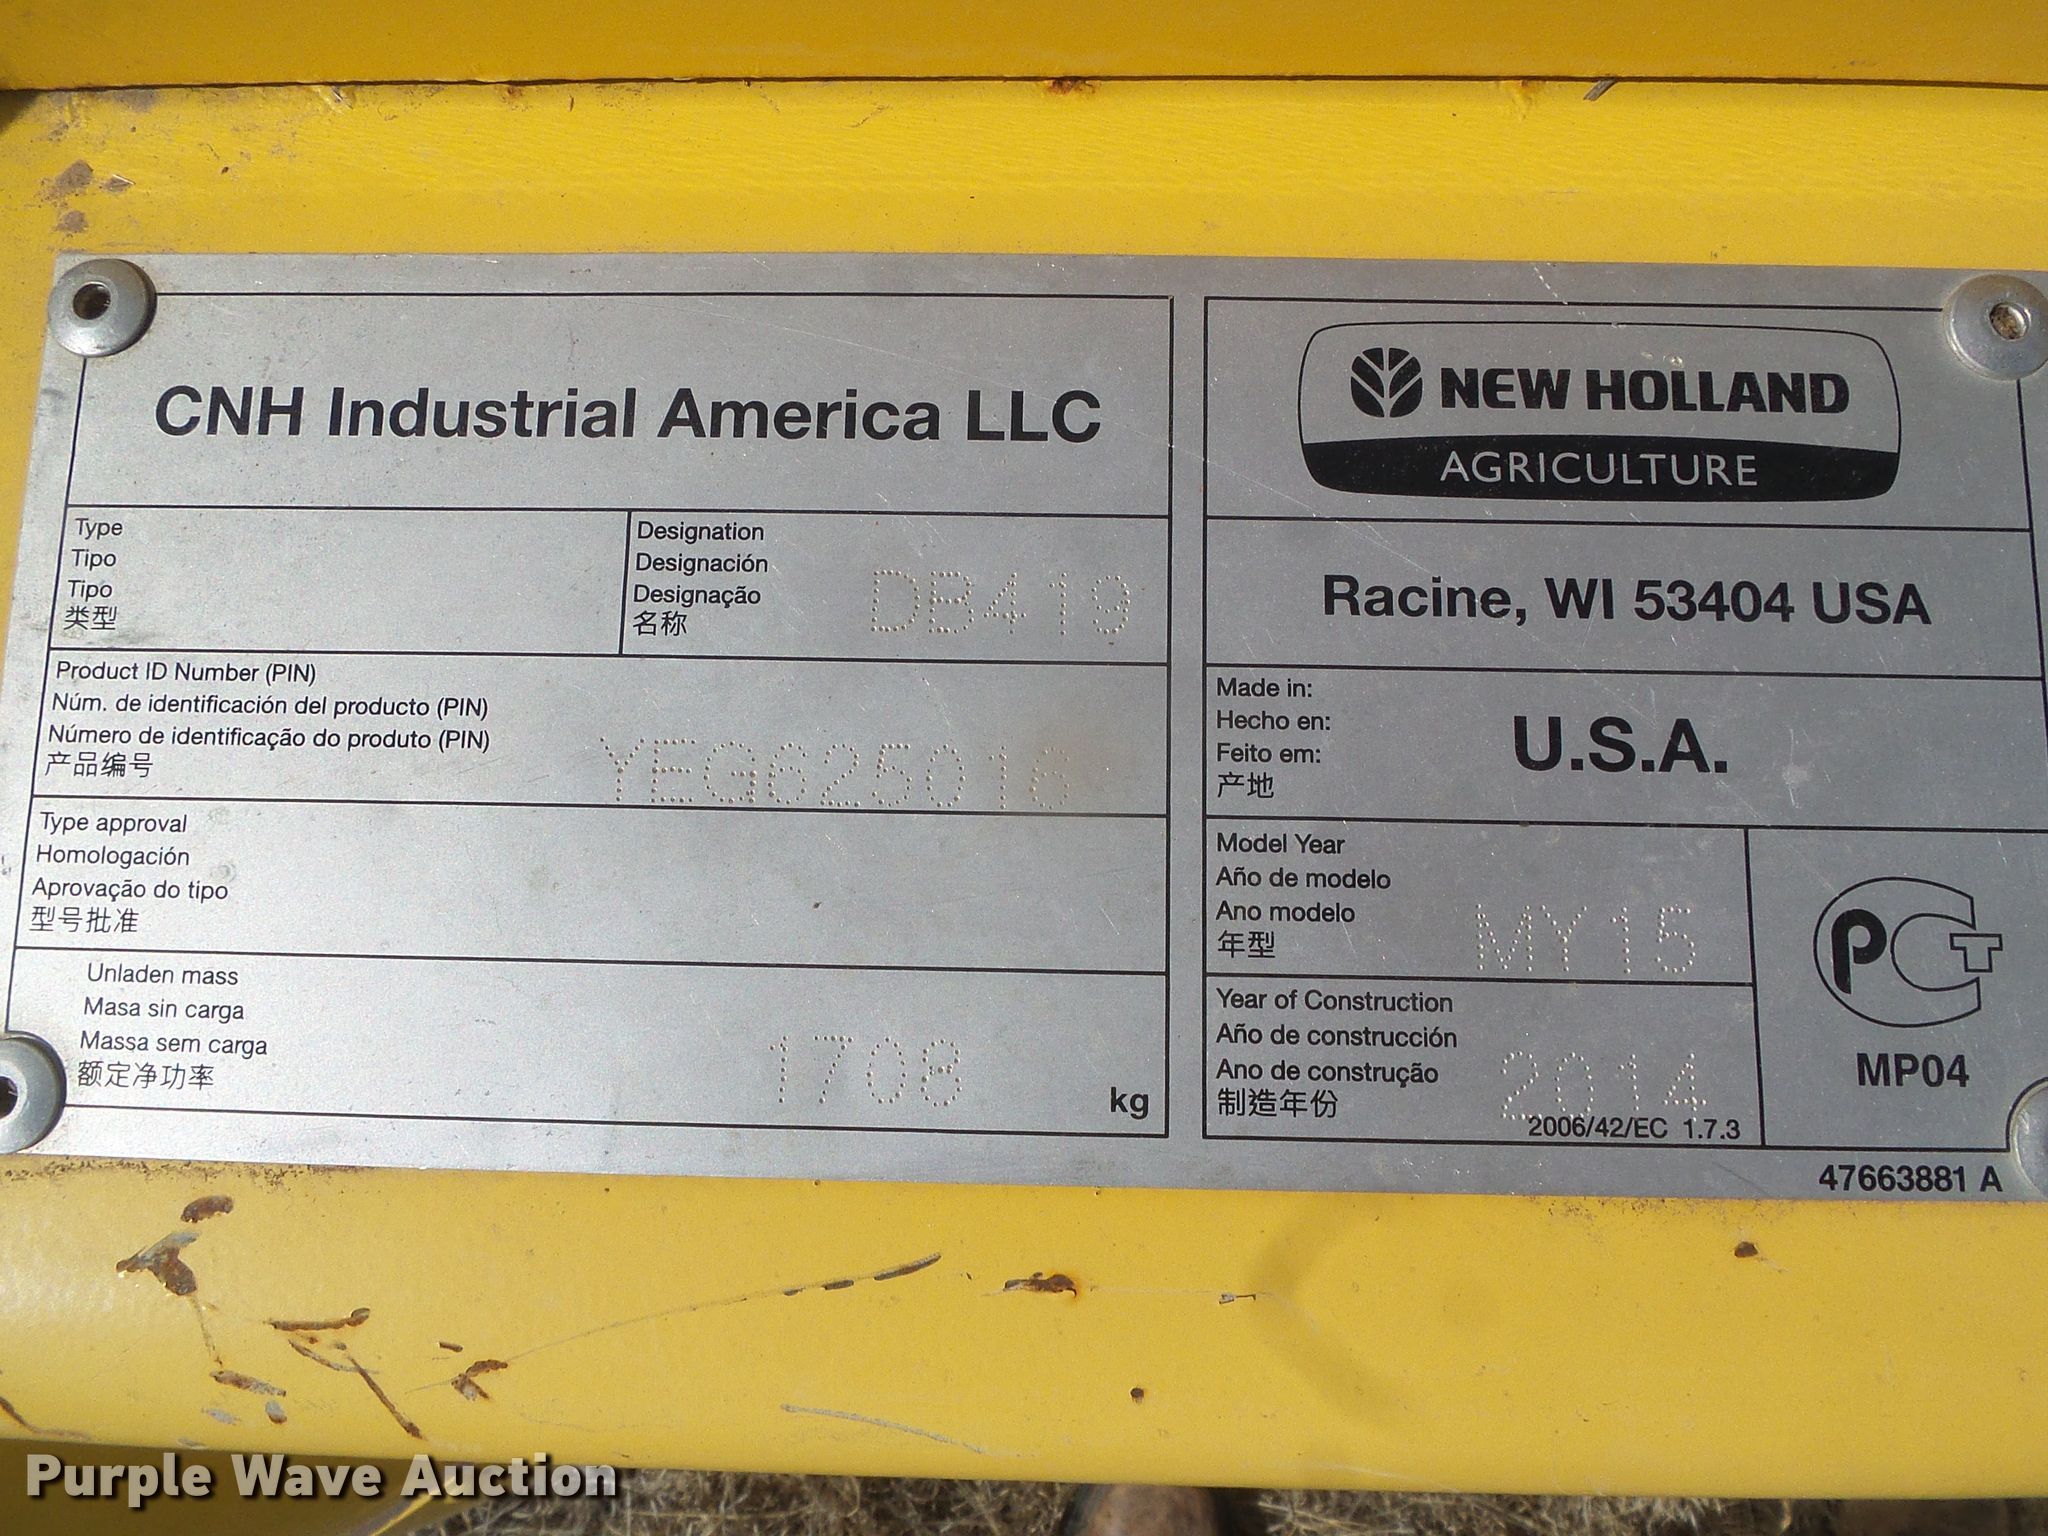 CNH Industrial America LLC
Type
Tipo
Tipo
类型
Designation
Designación
Designação
名称
DB419
Product ID Number (PIN)
Núm. de identificación del producto (PIN)
Número de identificação do produto (PIN)
产品编号
YEG625016
Type approval
Homologación
Aprovação do tipo
型号批准
Unladen mass
Masa sin carga
Massa sem carga
额定净功率
1708
kg
NEW HOLLAND
AGRICULTURE
Racine, WI 53404 USA
Made in:
Hecho en:
Feito em:
产地
U.S.A.
Model Year
Año de modelo
Ano modelo
年型
MY15
Year of Construction
Año de construcción
Ano de construção
制造年份
2014
2006/42/EC 1.7.3
PCT
MP04
47663881 A
Purple Wave Auction